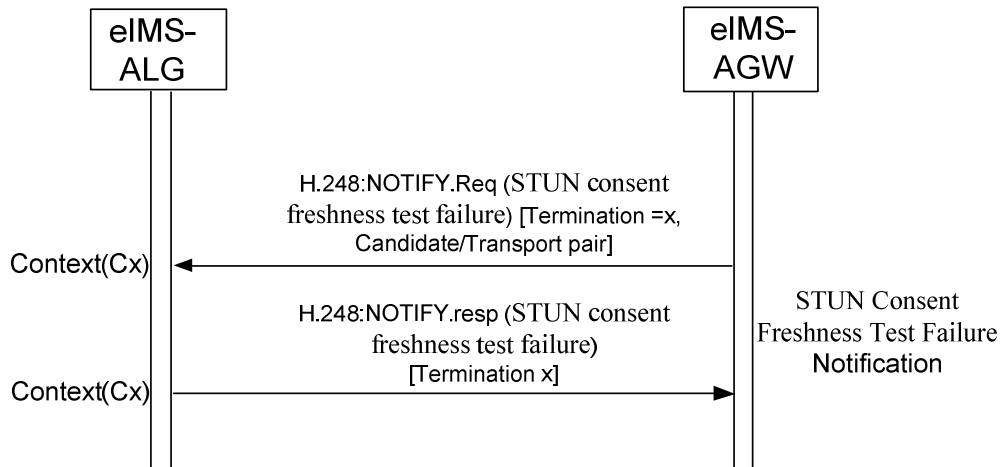 eIMS-
ALG
eIMS-
AGW
H.248:NOTIFY.Req (STUN consent
freshness test failure) [Termination =x,
Candidate/Transport pair]
Context(Cx)
H.248:NOTIFY.resp (STUN consent
freshness test failure)
[Termination x]
Context(Cx)
STUN Consent
Freshness Test Failure
Notification